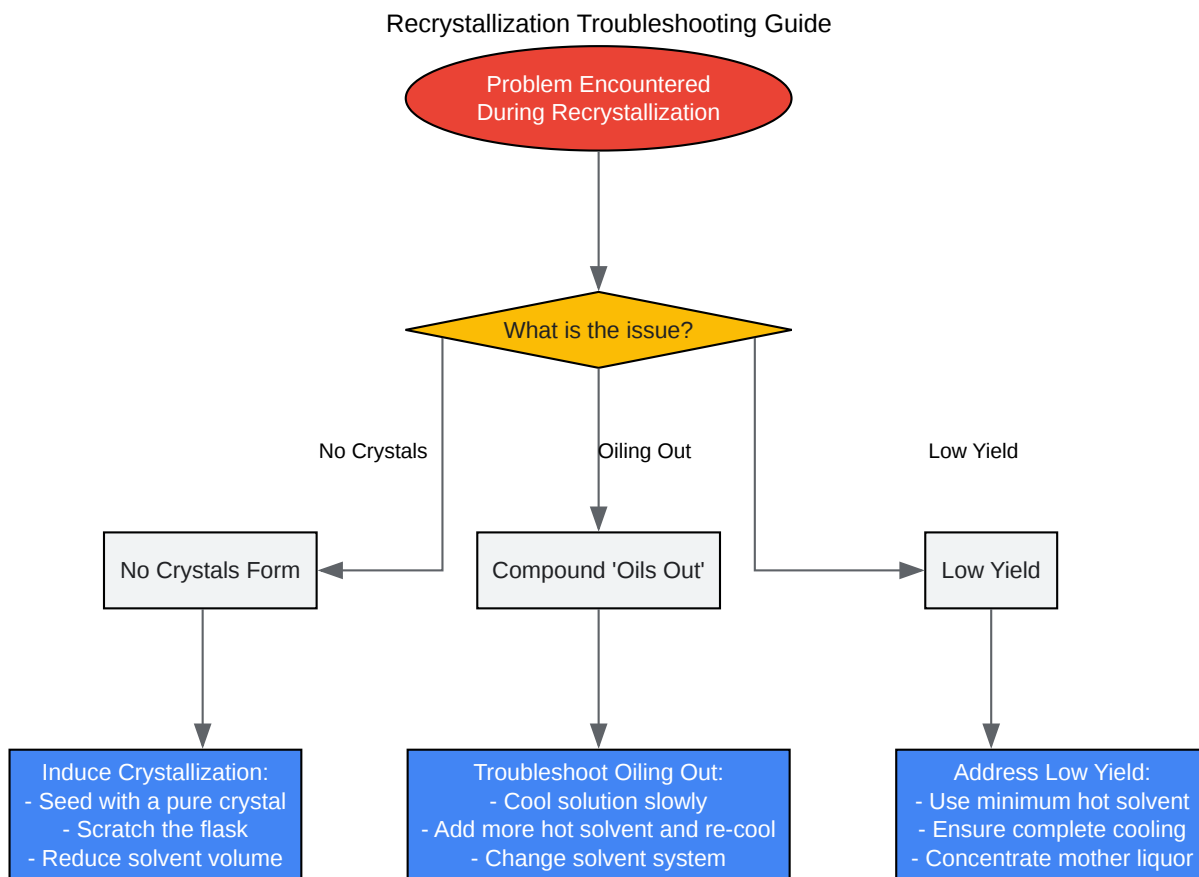 Recrystallization Troubleshooting Guide
Problem Encountered
During Recrystallization
What is the issue?
No Crystals
Oiling Out
Low Yield
No Crystals Form
Compound 'Oils Out'
Low Yield
Induce Crystallization:
- Seed with a pure crystal
- Scratch the flask
- Reduce solvent volume
Troubleshoot Oiling Out:
- Cool solution slowly
- Add more hot solvent and re-cool
- Change solvent system
Address Low Yield:
- Use minimum hot solvent
- Ensure complete cooling
- Concentrate mother liquor